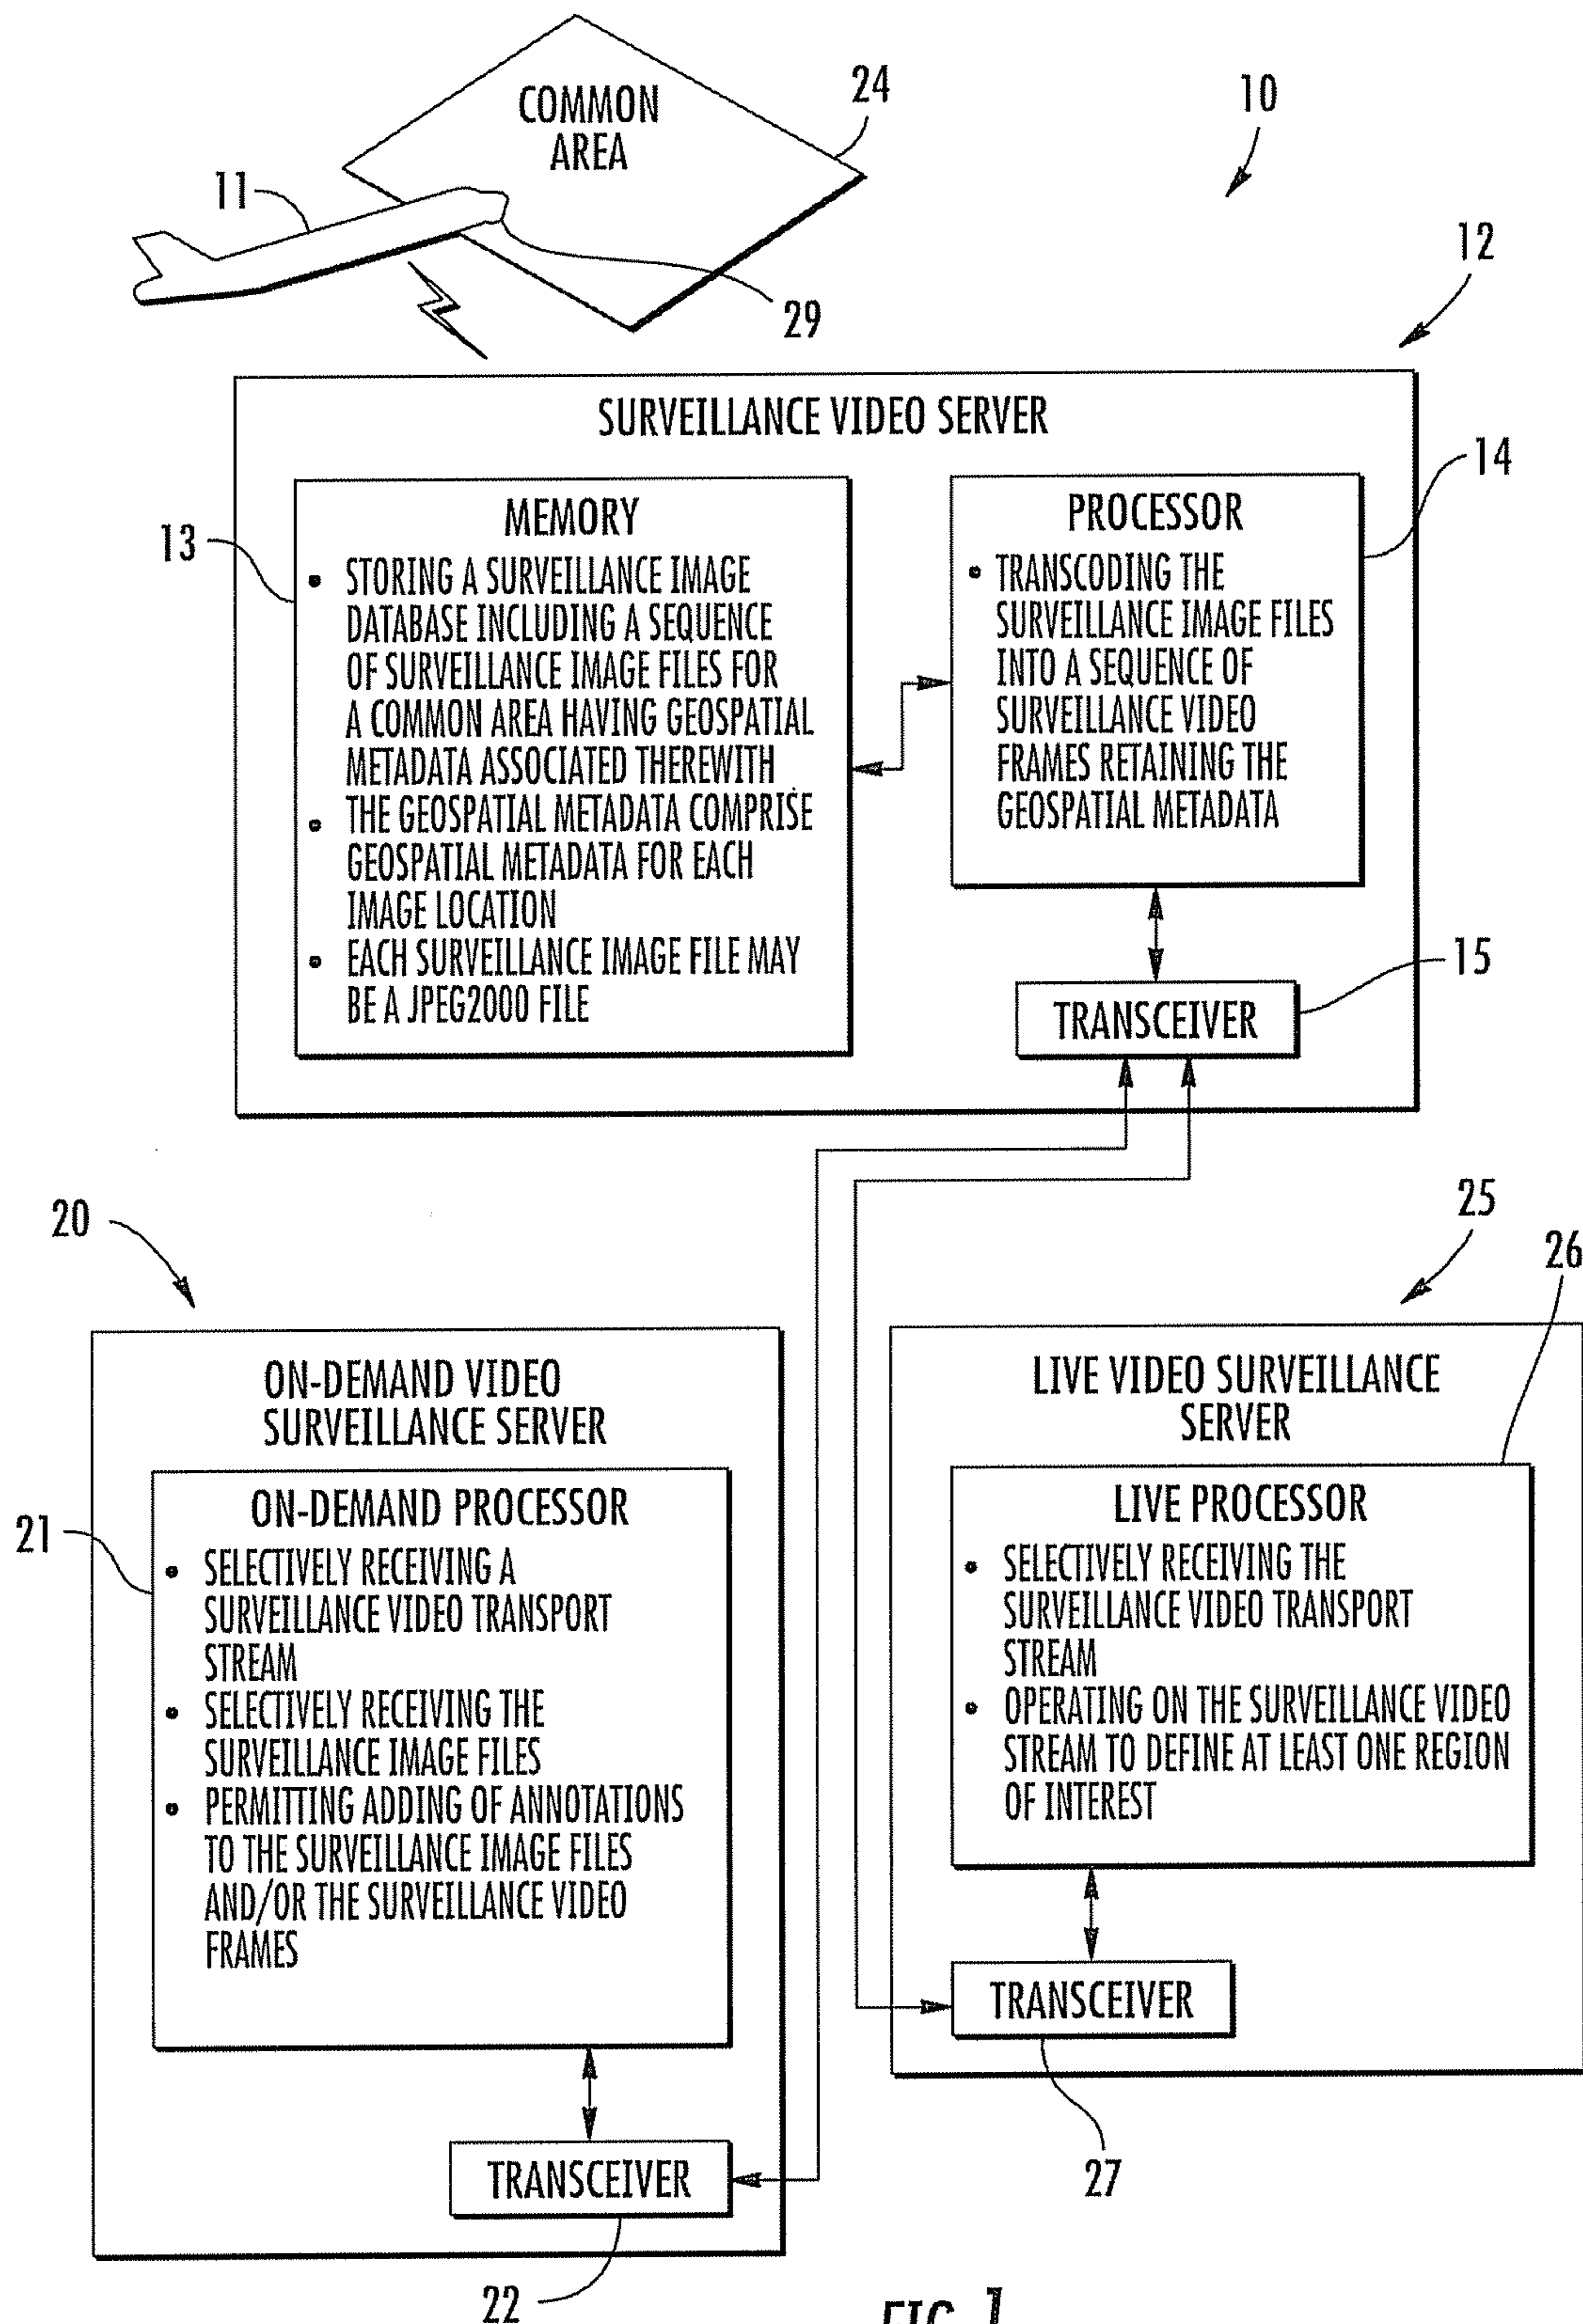 COMMON
AREA
24
10
11
29
12
SURVEILLANCE VIDEO SERVER
14
13
MEMORY
• STORING A SURVEILLANCE IMAGE
DATABASE INCLUDING A SEQUENCE
OF SURVEILLANCE IMAGE FILES FOR
A COMMON AREA HAVING GEOSPATIAL
METADATA ASSOCIATED THEREWITH
• THE GEOSPATIAL METADATA COMPRISE
GEOSPATIAL METADATA FOR EACH
IMAGE LOCATION
• EACH SURVEILLANCE IMAGE FILE MAY
BE A JPEG2000 FILE
PROCESSOR
• TRANSCODING THE
SURVEILLANCE IMAGE FILES
INTO A SEQUENCE OF
SURVEILLANCE VIDEO
FRAMES RETAINING THE
GEOSPATIAL METADATA
15
TRANSCEIVER
20
25
26
ON-DEMAND VIDEO
SURVEILLANCE SERVER
21
ON-DEMAND PROCESSOR
• SELECTIVELY RECEIVING A
SURVEILLANCE VIDEO TRANSPORT
STREAM
• SELECTIVELY RECEIVING THE
SURVEILLANCE IMAGE FILES
• PERMITTING ADDING OF ANNOTATIONS
TO THE SURVEILLANCE IMAGE FILES
AND/OR THE SURVEILLANCE VIDEO
FRAMES
TRANSCEIVER
22
LIVE VIDEO SURVEILLANCE
SERVER
LIVE PROCESSOR
• SELECTIVELY RECEIVING THE
SURVEILLANCE VIDEO TRANSPORT
STREAM
• OPERATING ON THE SURVEILLANCE VIDEO
STREAM TO DEFINE AT LEAST ONE REGION
OF INTEREST
TRANSCEIVER
27
FIG. 1